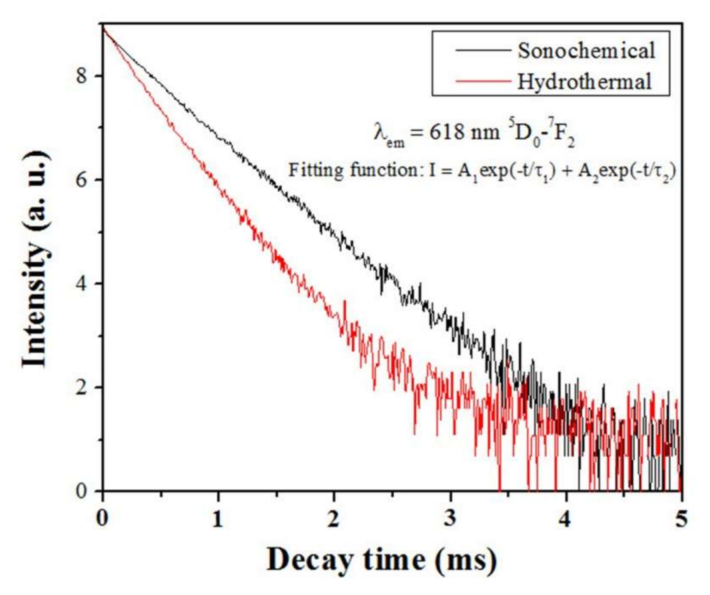 Sonochemical
Hydrothermal
λem = 618 nm ⁵D₀-⁷F₂
Fitting function: I = A₁exp(-t/τ₁) + A₂exp(-t/τ₂)
Intensity (a. u.)
8
6
4
2
0
0 1 2 3 4 5
Decay time (ms)